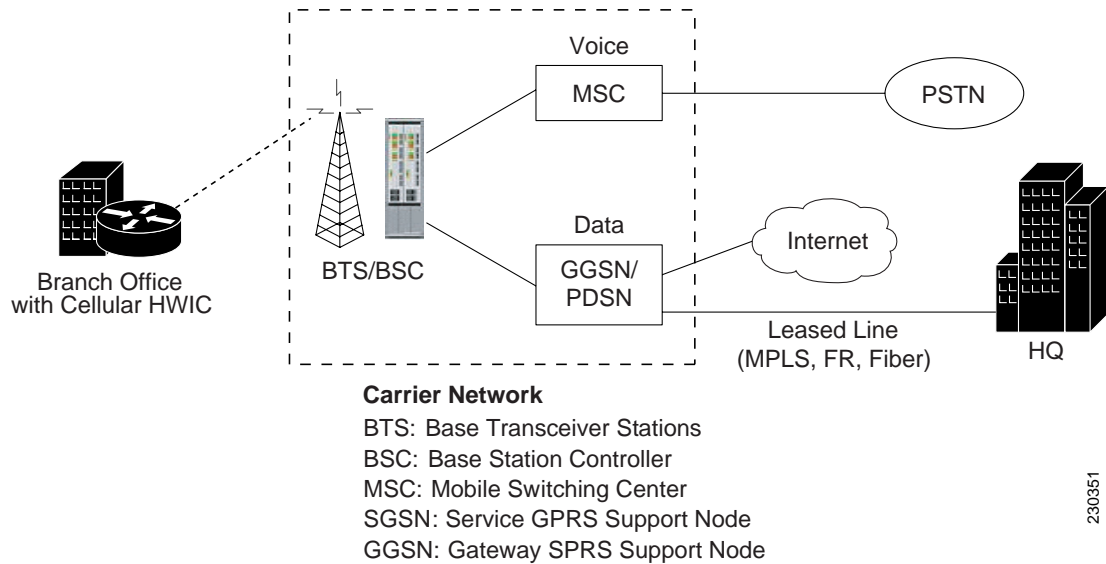 Voice
MSC
PSTN
Branch Office
with Cellular HWIC
BTS/BSC
Data
GGSN/
PDSN
Internet
Leased Line
(MPLS, FR, Fiber)
HQ
Carrier Network
BTS: Base Transceiver Stations
BSC: Base Station Controller
MSC: Mobile Switching Center
SGSN: Service GPRS Support Node
GGSN: Gateway SPRS Support Node
230351